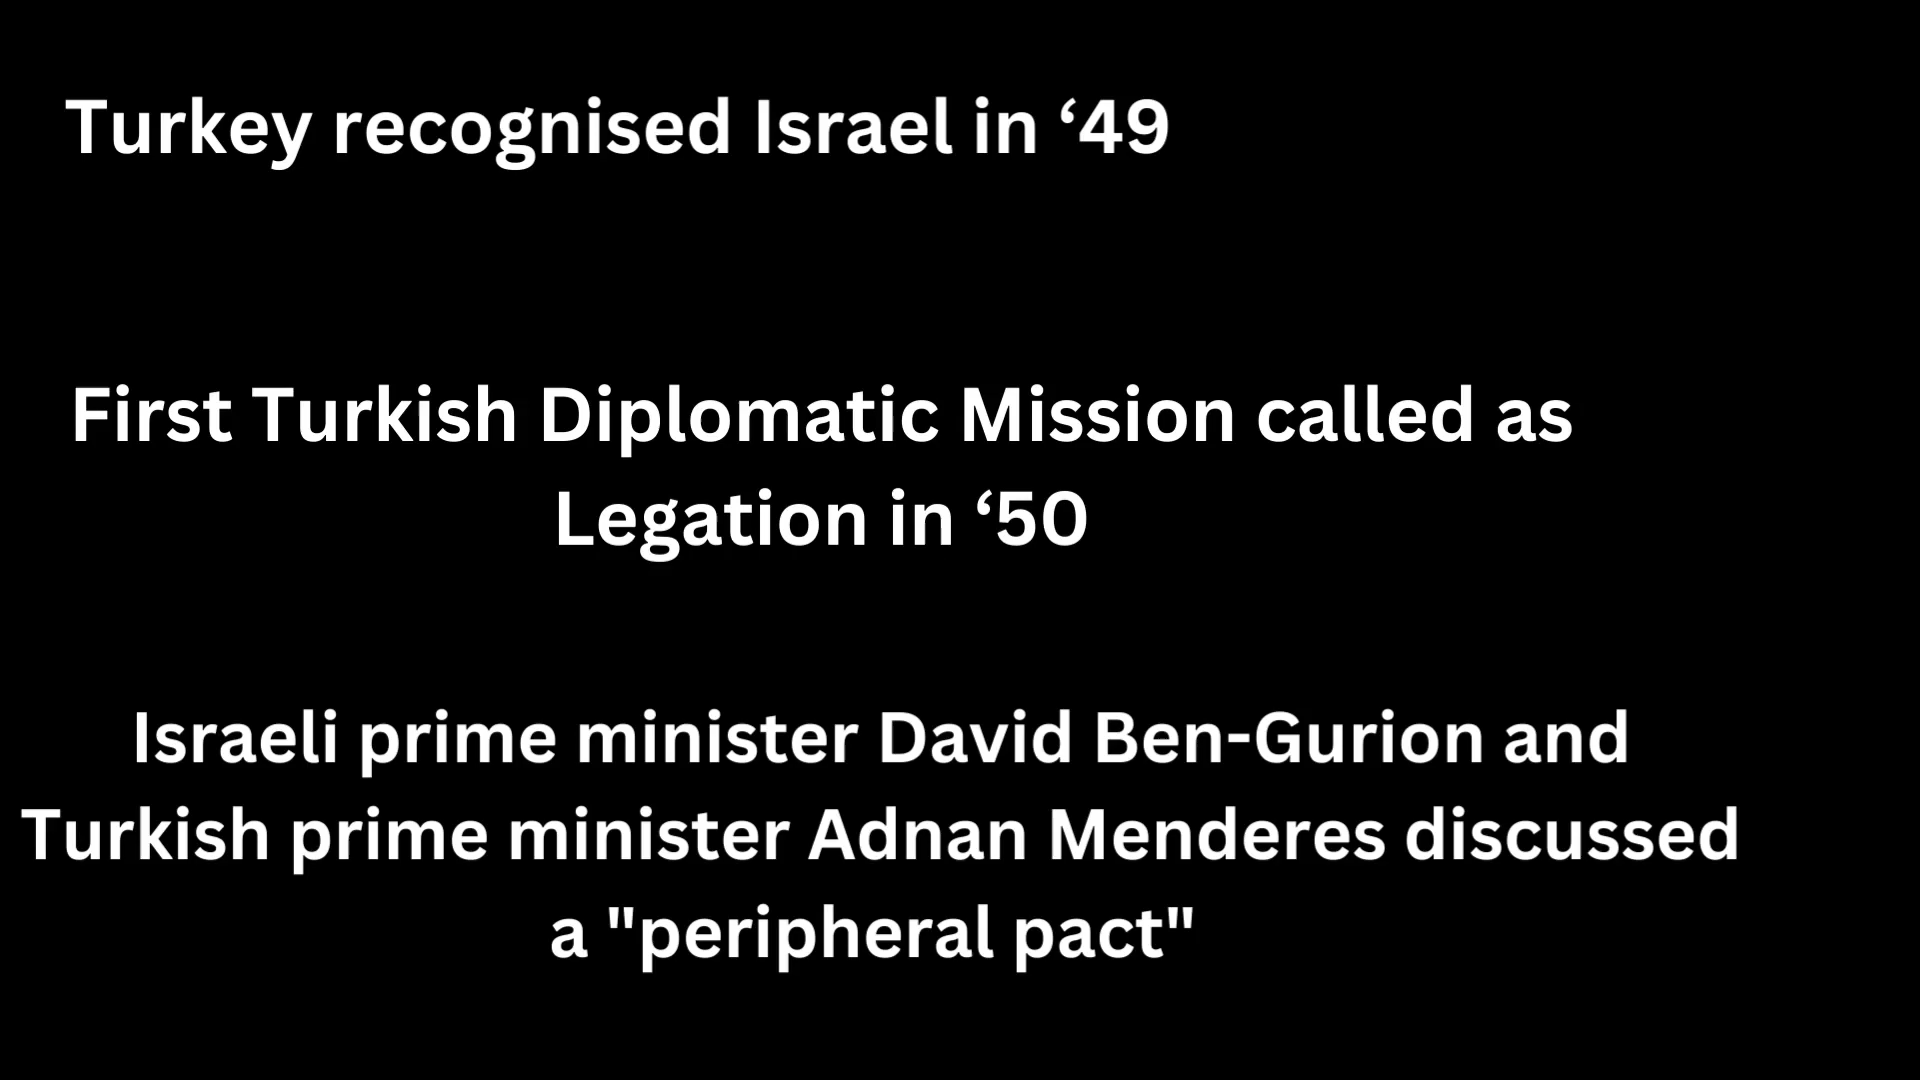 Turkey recognised Israel in ‘49
First Turkish Diplomatic Mission called as
Legation in ‘50
Israeli prime minister David Ben-Gurion and
Turkish prime minister Adnan Menderes discussed
a "peripheral pact"